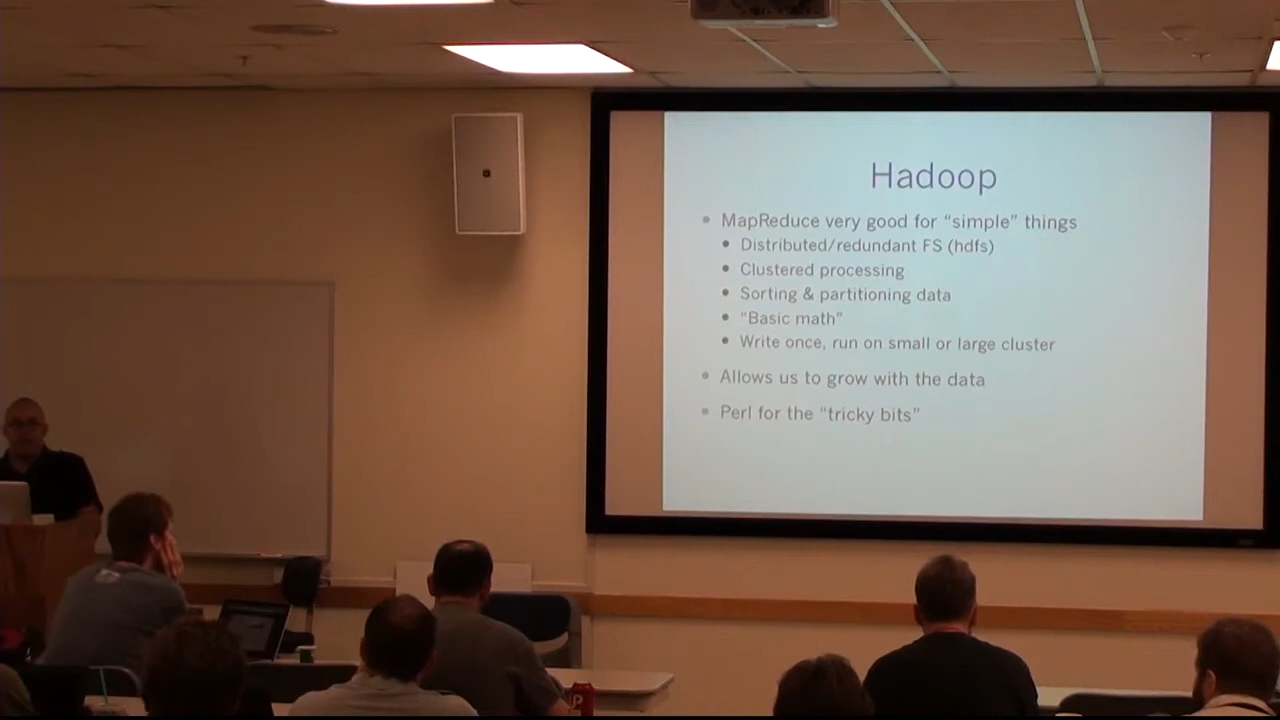 Hadoop
• MapReduce very good for “simple” things
• Distributed/redundant FS (hdfs)
• Clustered processing
• Sorting & partitioning data
• “Basic math”
• Write once, run on small or large cluster
• Allows us to grow with the data
• Perl for the “tricky bits”